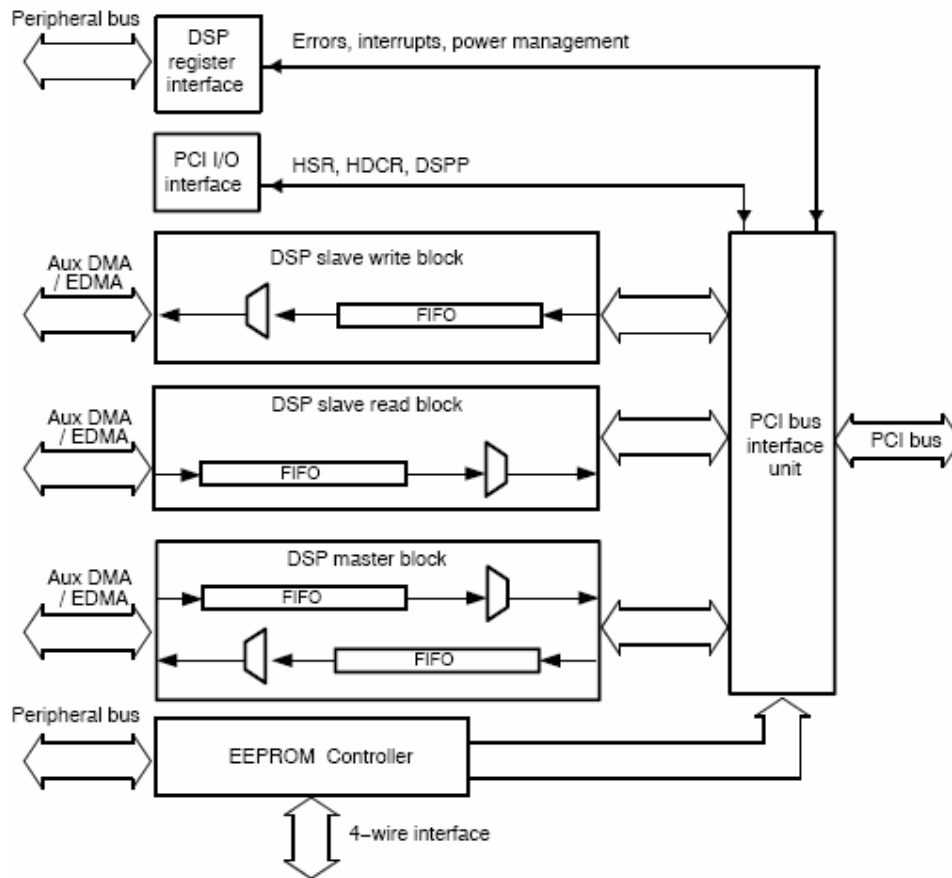 Peripheral bus
DSP
register
interface
Errors, interrupts, power management
PCI I/O
interface
HSR, HDCR, DSPP
Aux DMA
/ EDMA
DSP slave write block
FIFO
Aux DMA
/ EDMA
DSP slave read block
FIFO
PCI bus
interface
unit
PCI bus
Aux DMA
/ EDMA
DSP master block
FIFO
FIFO
Peripheral bus
EEPROM Controller
4-wire interface